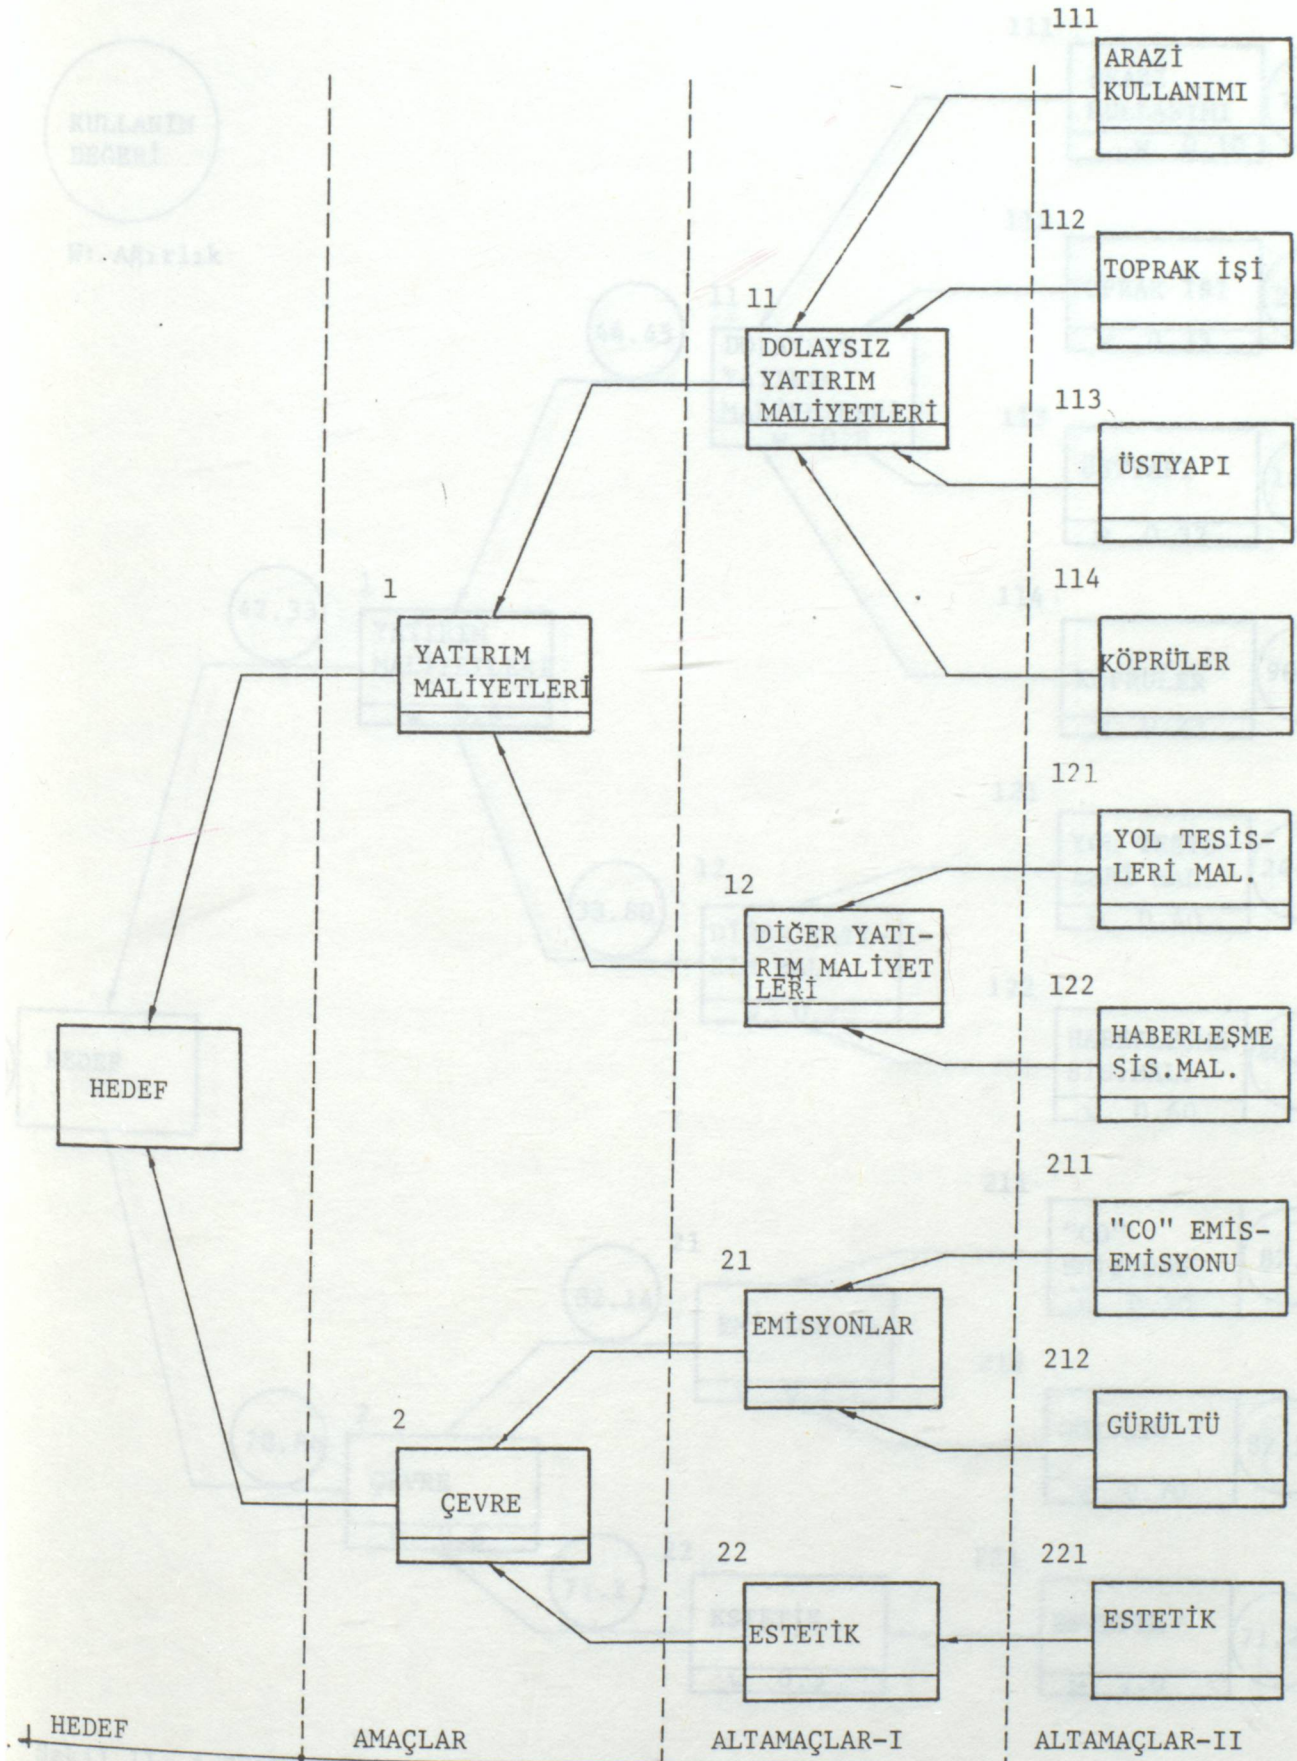 111
ARAZİ
KULLANIMI
112
TOPRAK İŞİ
11
DOLAYSIZ
YATIRIM
MALİYETLERİ
113
ÜSTYAPI
114
KÖPRÜLER
1
YATIRIM
MALİYETLERİ
121
YOL TESİS-
LERİ MAL.
12
DİĞER YATI-
RIM MALİYET
LERİ
122
HABERLEŞME
SİS.MAL.
HEDEF
211
"CO" EMİS-
EMİSYONU
21
EMİSYONLAR
212
GÜRÜLTÜ
2
ÇEVRE
22
ESTETİK
221
ESTETİK
HEDEF
AMAÇLAR
ALTAMAÇLAR-I
ALTAMAÇLAR-II
KULLANIM
DEĞERİ
W: Ağırlık